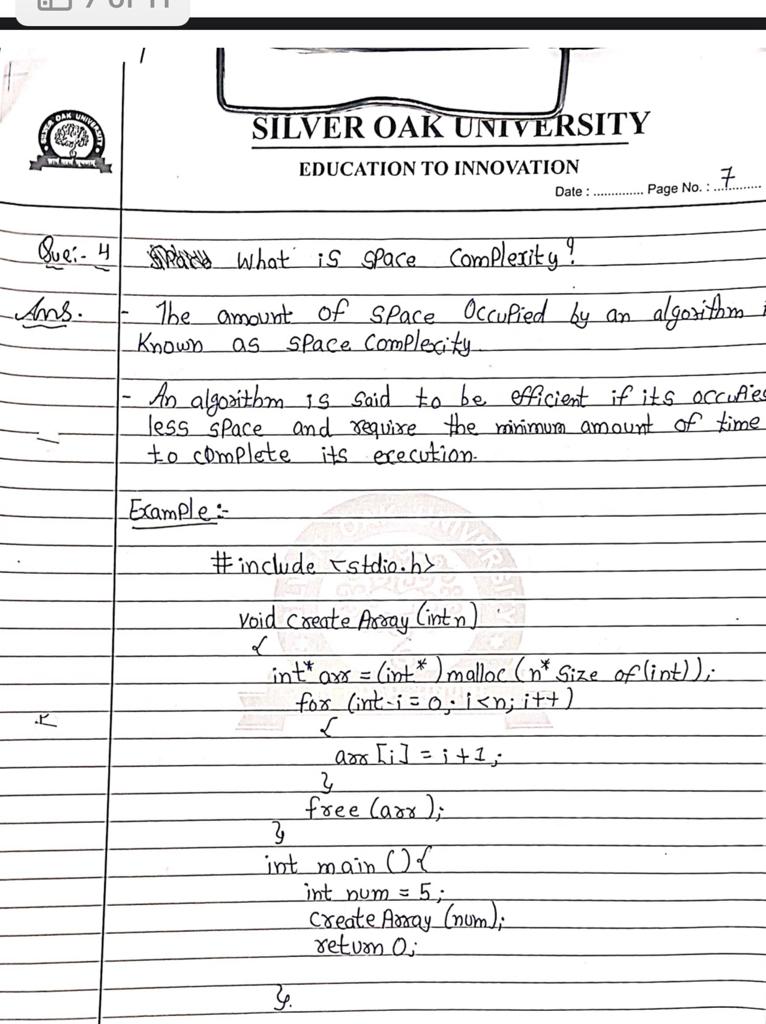 7 of 11
SILVER OAK UNIVERSITY
EDUCATION TO INNOVATION
Date : .............. Page No. : ...7.........
Que:- 4 What is space complexity?
Ans. - The amount of space occupied by an algorithm
known as space complexity.
- An algorithm is said to be efficient if its occupies
less space and require the minimum amount of time
to complete its execution.
Example :-
#include <stdio.h>
void Create Array (int n)
{
int* arr = (int* ) malloc (n* Size of (int));
for (int i = 0; i<n; i++)
{
arr [i] = i+1;
}
free (arr);
}
int main () {
int num = 5;
Create Array (num);
return 0;
}.